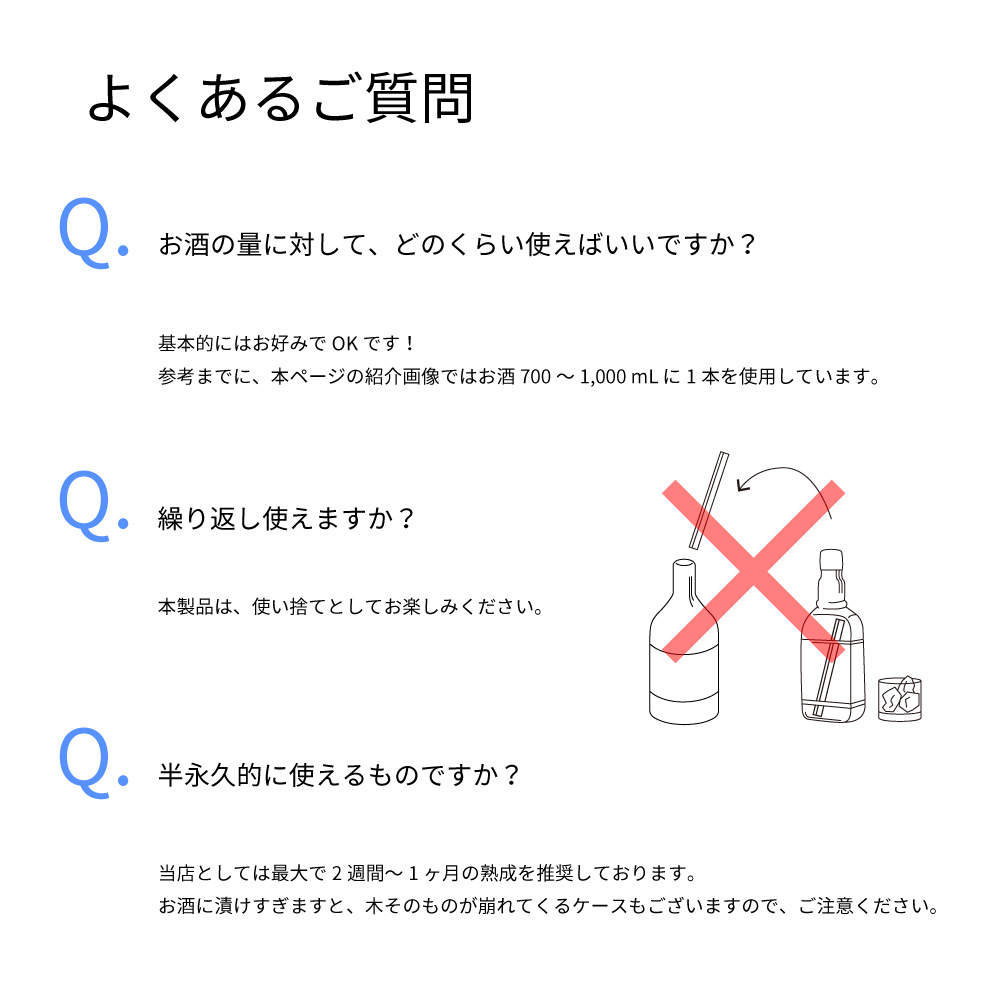 よくあるご質問
Q. お酒の量に対して、どのくらい使えばいいですか？
基本的にはお好みで OK です！
参考までに、本ページの紹介画像ではお酒 700 ～ 1,000 mL に 1 本を使用しています。
Q. 繰り返し使えますか？
本製品は、使い捨てとしてお楽しみください。
Q. 半永久的に使えるものですか？
当店としては最大で 2 週間～ 1 ヶ月の熟成を推奨しております。
お酒に漬けすぎますと、木そのものが崩れてくるケースもございますので、ご注意ください。